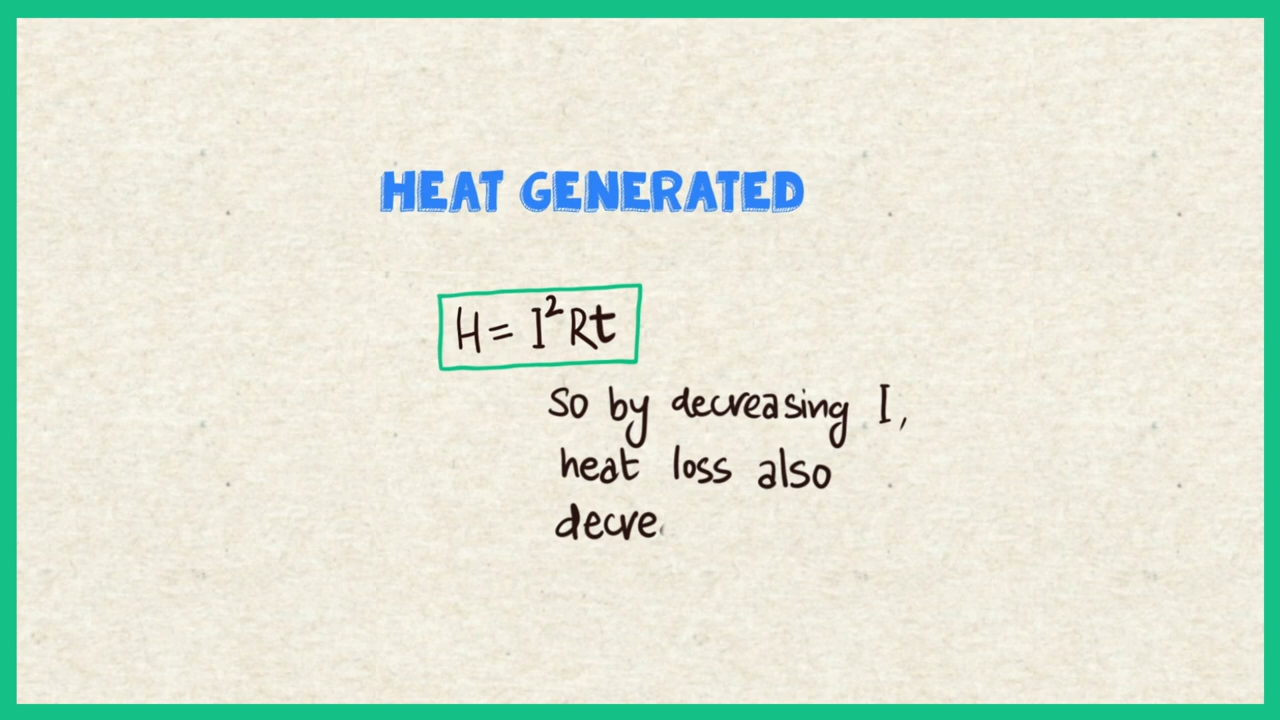 HEAT GENERATED
H = I²Rt
So by decreasing I,
heat loss also
decre